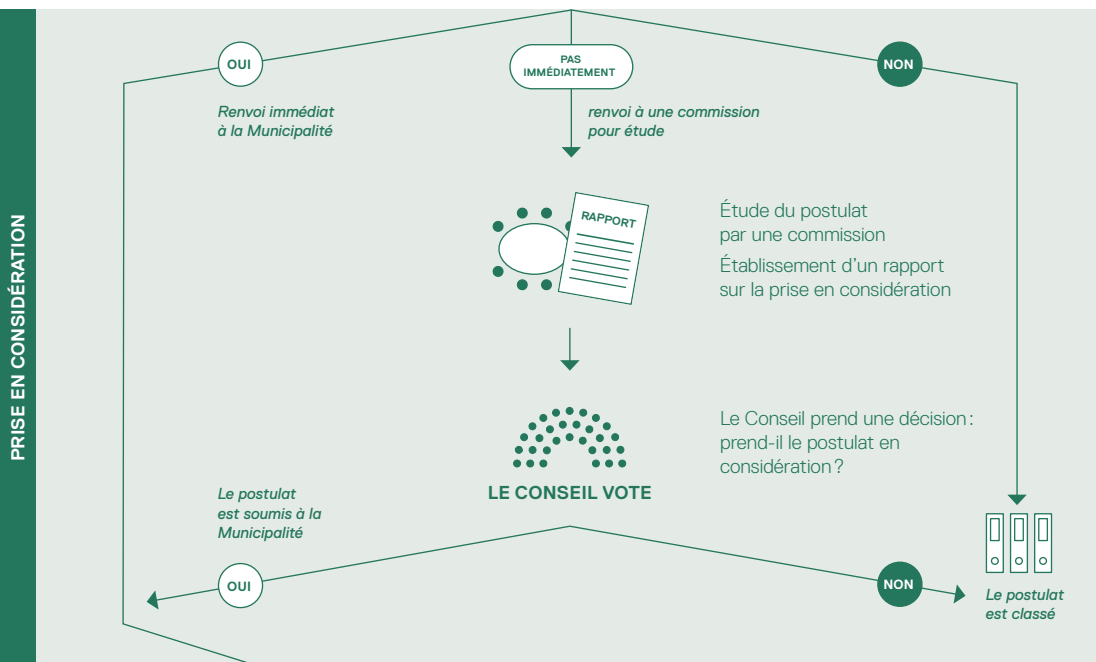 PRISE EN CONSIDÉRATION
OUI
PAS
IMMÉDIATEMENT
NON
Renvoi immédiat
à la Municipalité
renvoi à une commission
pour étude
RAPPORT
Étude du postulat
par une commission
Établissement d'un rapport
sur la prise en considération
Le Conseil prend une décision :
prend-il le postulat en
considération ?
LE CONSEIL VOTE
Le postulat
est soumis à la
Municipalité
OUI
NON
Le postulat
est classé